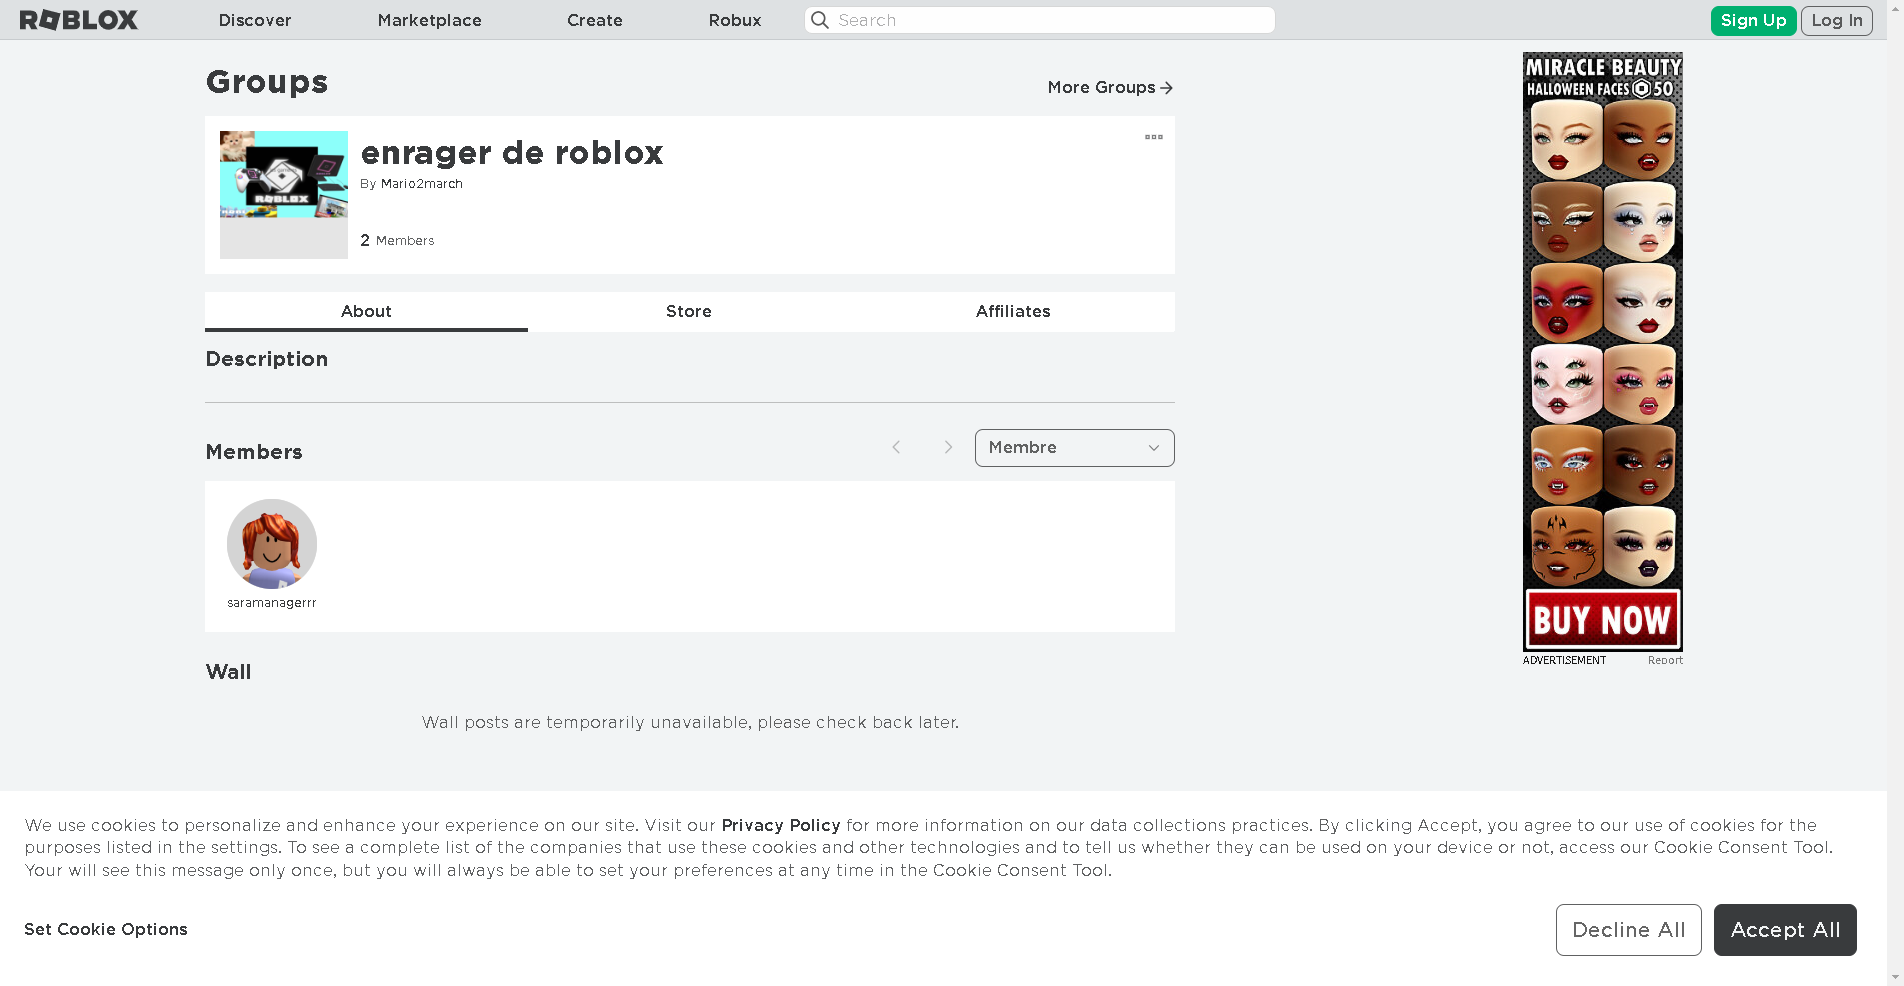 ROBLOX
Discover
Marketplace
Create
Robux
Search
Sign Up
Log In
Groups
More Groups
ROBLOX
enrager de roblox
By Mario2march
2 Members
About
Store
Affiliates
Description
Members
Membre
saramanagerrr
Wall
Wall posts are temporarily unavailable, please check back later.
MIRACLE BEAUTY
HALLOWEEN FACES 50
BUY NOW
ADVERTISEMENT
Report
We use cookies to personalize and enhance your experience on our site. Visit our Privacy Policy for more information on our data collections practices. By clicking Accept, you agree to our use of cookies for the
purposes listed in the settings. To see a complete list of the companies that use these cookies and other technologies and to tell us whether they can be used on your device or not, access our Cookie Consent Tool.
Your will see this message only once, but you will always be able to set your preferences at any time in the Cookie Consent Tool.
Set Cookie Options
Decline All
Accept All